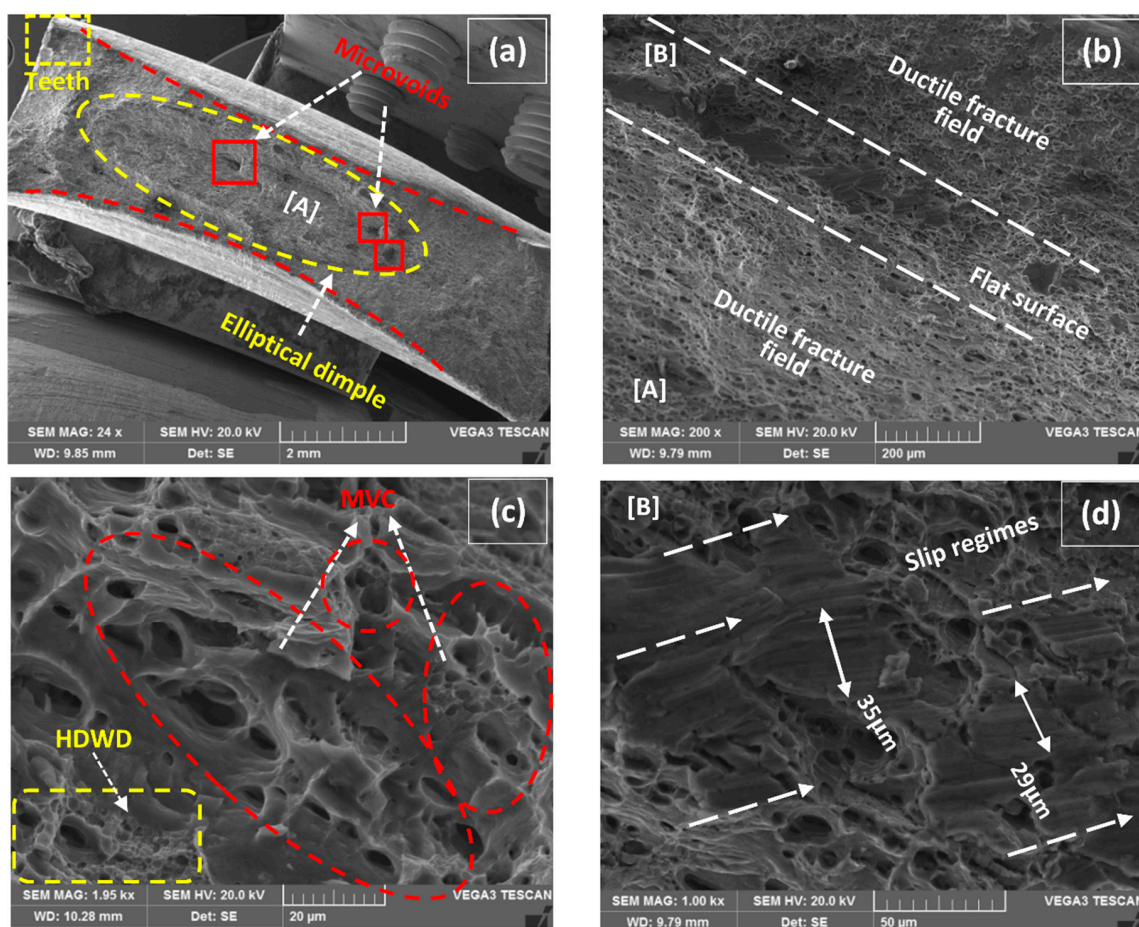 (a)
Teeth
Microvoids
[A]
Elliptical dimple
SEM MAG: 24 x
SEM HV: 20.0 kV
VEGA3 TESCAN
WD: 9.85 mm
Det: SE
2 mm
(b)
[B]
Ductile fracture
field
Flat surface
Ductile fracture
field
[A]
SEM MAG: 200 x
SEM HV: 20.0 kV
VEGA3 TESCAN
WD: 9.79 mm
Det: SE
200 µm
MVC
(c)
HDWD
SEM MAG: 1.95 kx
SEM HV: 20.0 kV
VEGA3 TESCAN
WD: 10.28 mm
Det: SE
20 µm
[B]
(d)
Slip regimes
35µm
29µm
SEM MAG: 1.00 kx
SEM HV: 20.0 kV
VEGA3 TESCAN
WD: 9.79 mm
Det: SE
50 µm